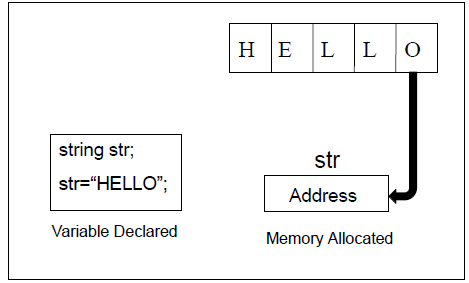 H E L L O
string str;
str=“HELLO”;
Variable Declared
str
Address
Memory Allocated